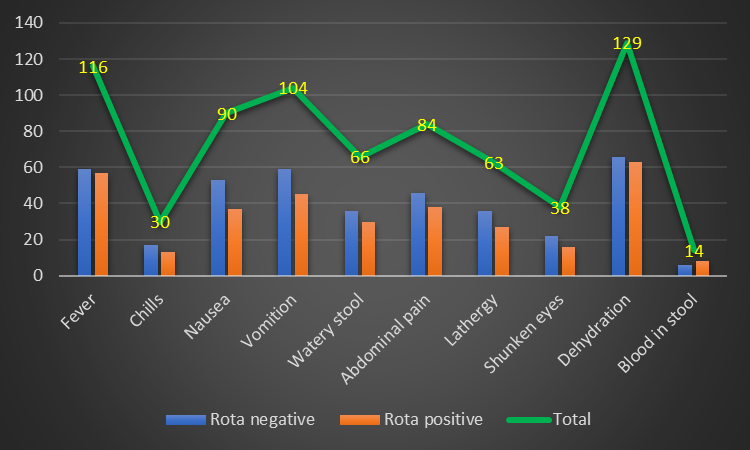 140
120
100
80
60
40
20
0
116
30
90
104
66
84
63
38
129
14
Fever
Chills
Nausea
Vomition
Watery stool
Abdominal pain
Lathergy
Shunken eyes
Dehydration
Blood in stool
Rota negative
Rota positive
Total